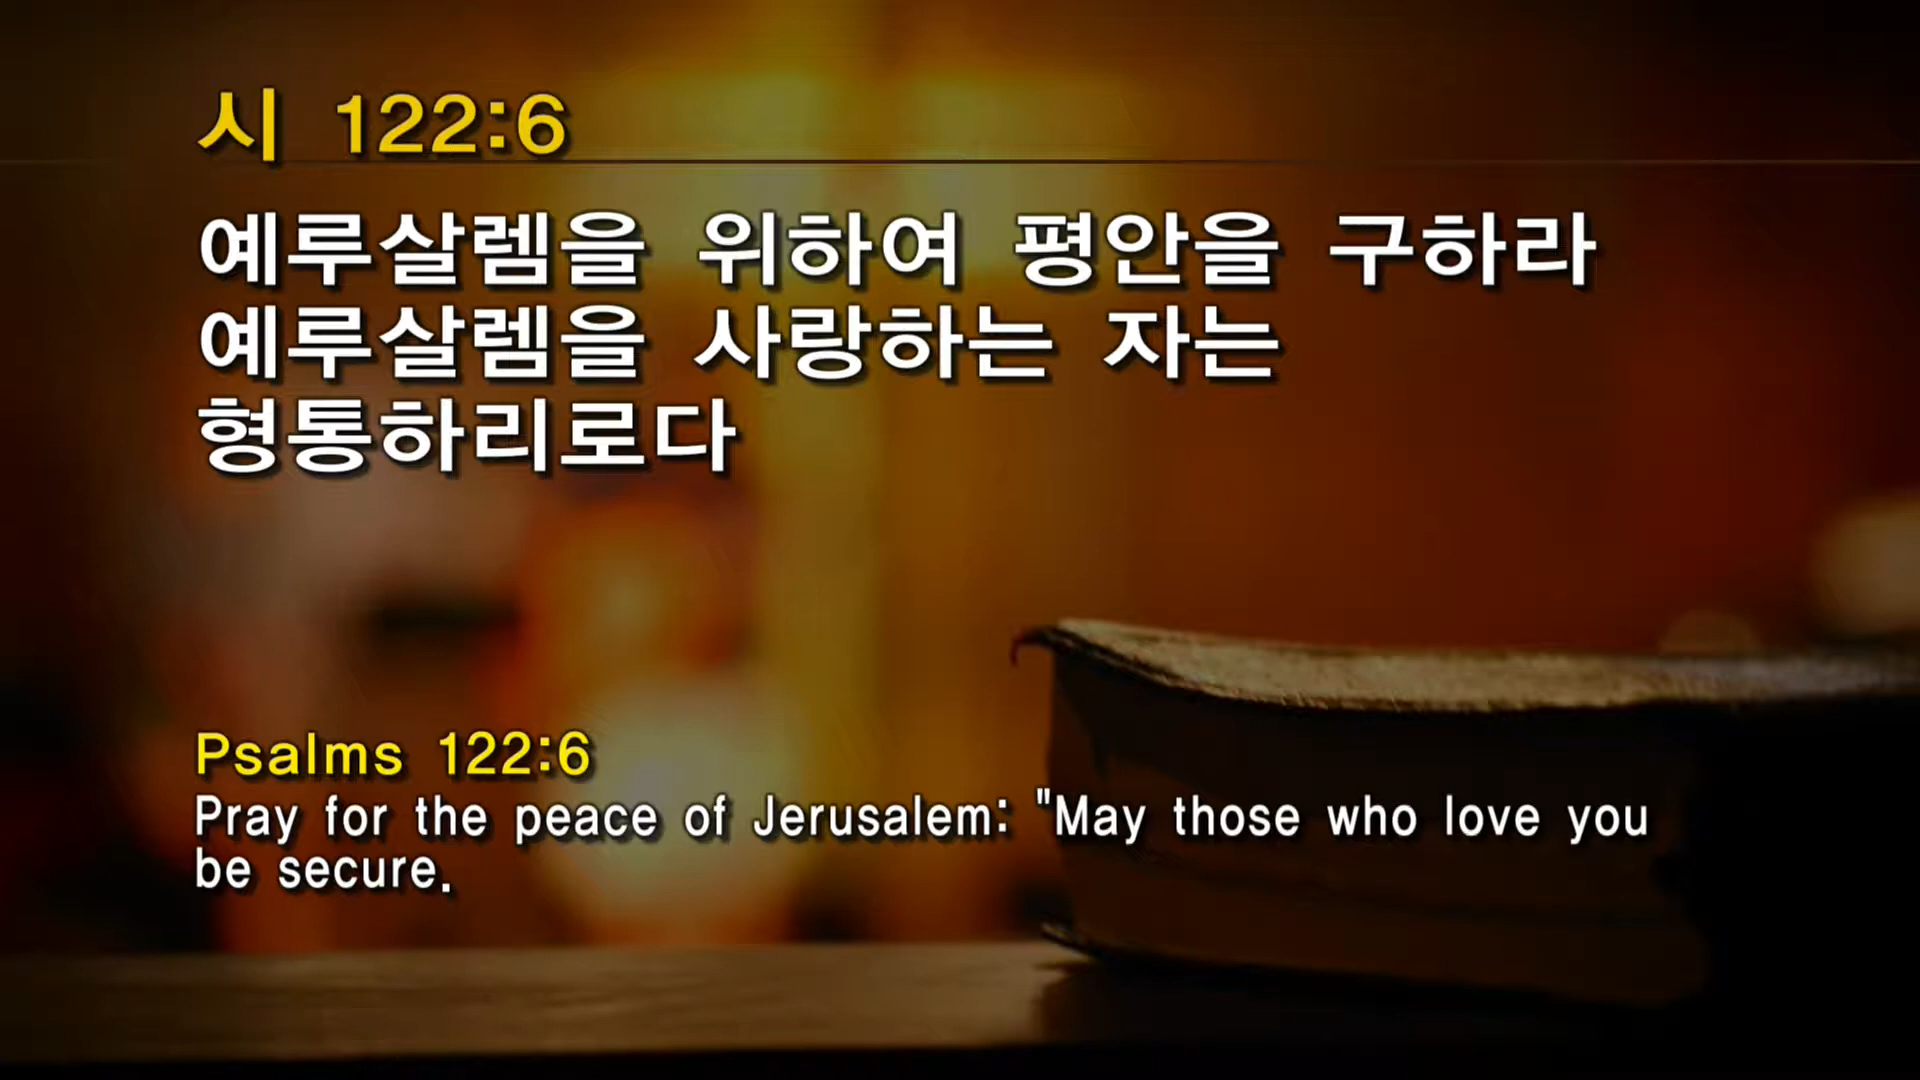 시 122:6
예루살렘을 위하여 평안을 구하라
예루살렘을 사랑하는 자는
형통하리로다
Psalms 122:6
Pray for the peace of Jerusalem: "May those who love you
be secure.